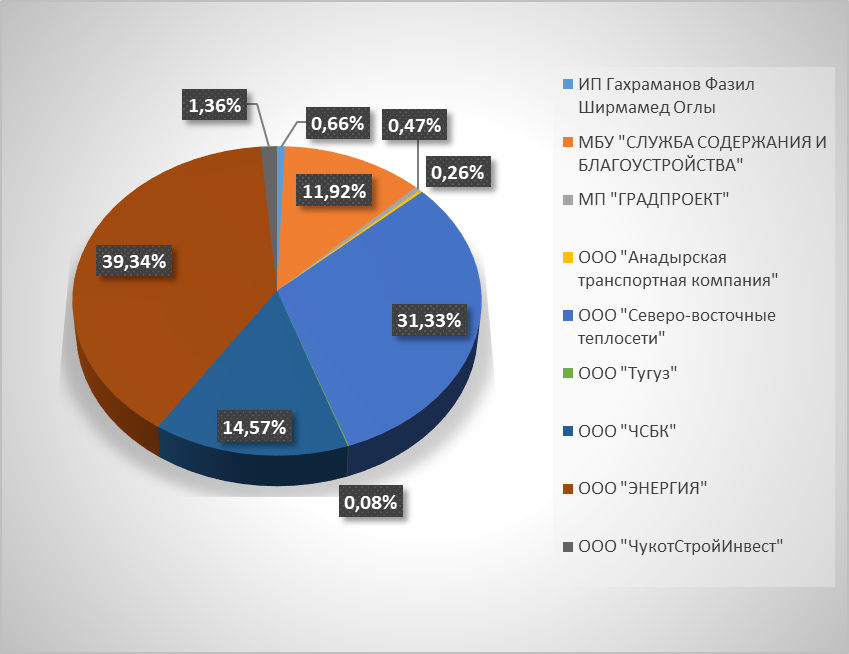 1,36%
0,66%
0,47%
0,26%
11,92%
39,34%
31,33%
14,57%
0,08%
ИП Гахраманов Фазил
Ширмамед Оглы
МБУ "СЛУЖБА СОДЕРЖАНИЯ И
БЛАГОУСТРОЙСТВА"
МП "ГРАДПРОЕКТ"
ООО "Анадырская
транспортная компания"
ООО "Северо-восточные
теплосети"
ООО "Тугуз"
ООО "ЧСБК"
ООО "ЭНЕРГИЯ"
ООО "ЧукотСтройИнвест"